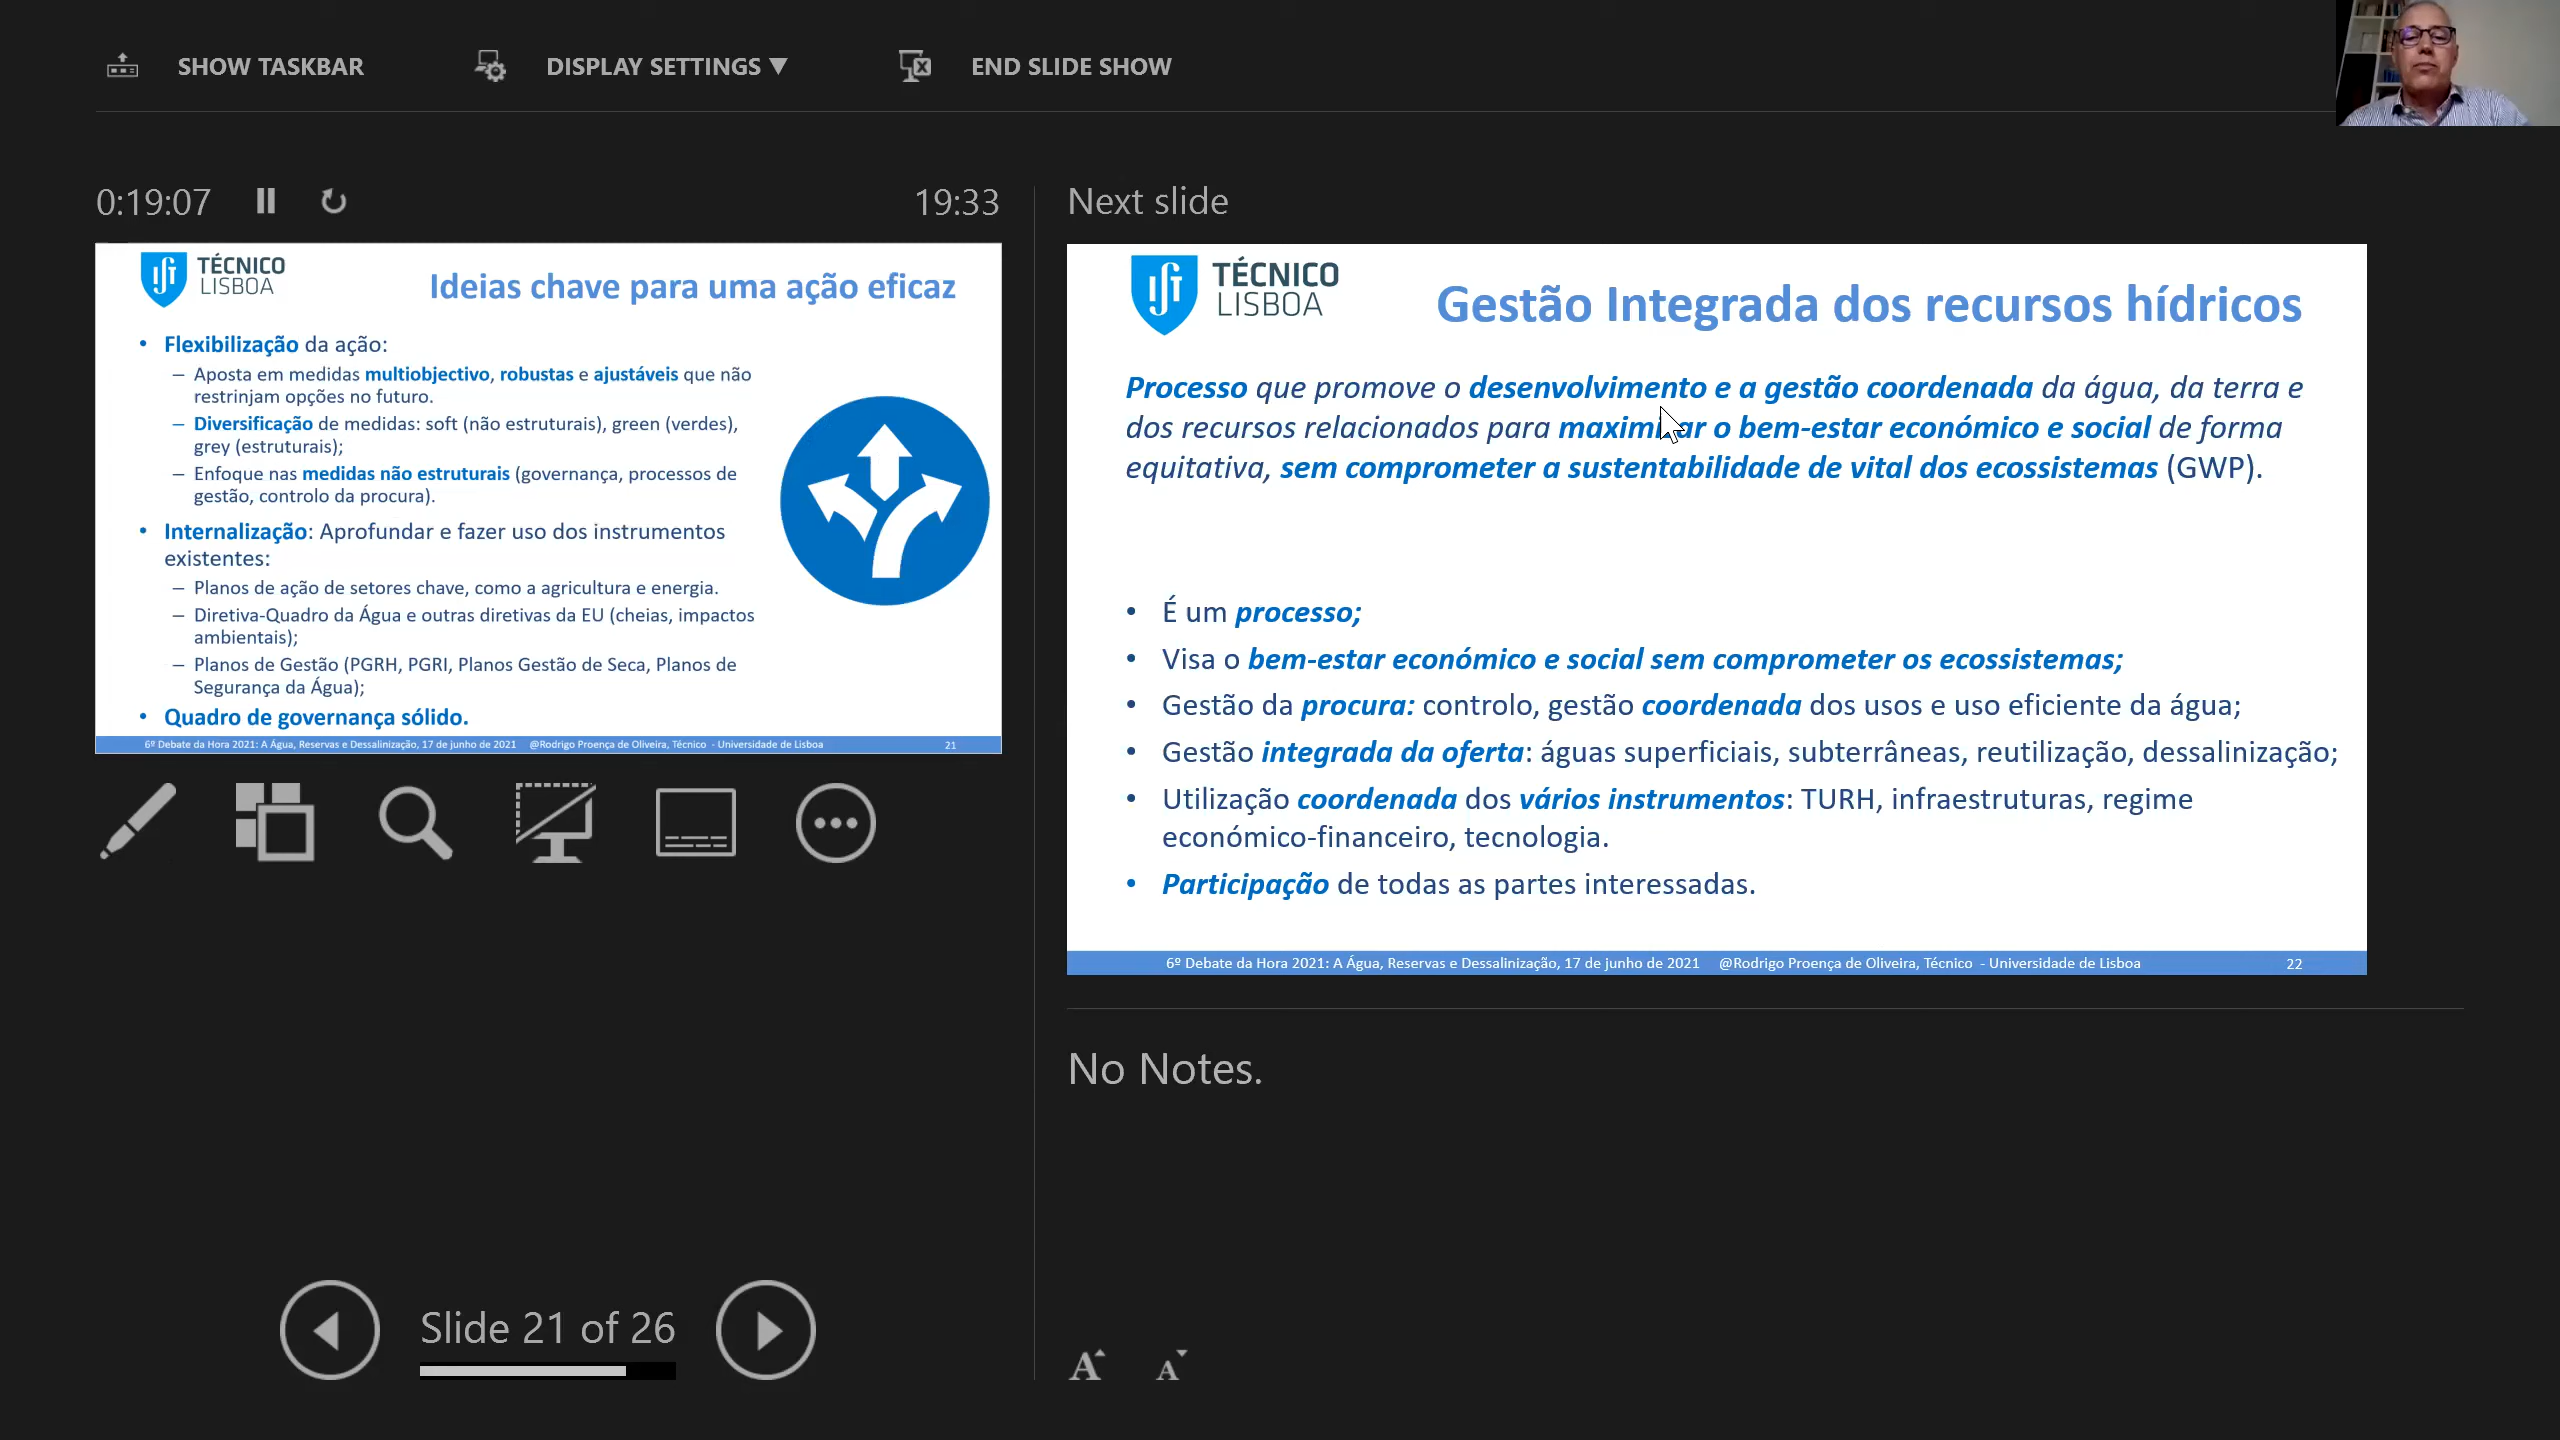 SHOW TASKBAR
DISPLAY SETTINGS ▼
END SLIDE SHOW
0:19:07
19:33
Next slide
TÉCNICO
LISBOA
Ideias chave para uma ação eficaz
• Flexibilização da ação:
– Aposta em medidas multiobjectivo, robustas e ajustáveis que não
restrinjam opções no futuro.
– Diversificação de medidas: soft (não estruturais), green (verdes),
grey (estruturais);
– Enfoque nas medidas não estruturais (governança, processos de
gestão, controlo da procura).
• Internalização: Aprofundar e fazer uso dos instrumentos
existentes:
– Planos de ação de setores chave, como a agricultura e energia.
– Diretiva-Quadro da Água e outras diretivas da EU (cheias, impactos
ambientais);
– Planos de Gestão (PGRH, PGRI, Planos Gestão de Seca, Planos de
Segurança da Água);
• Quadro de governança sólido.
6º Debate da Hora 2021: A Água, Reservas e Dessalinização, 17 de junho de 2021 @Rodrigo Proença de Oliveira, Técnico - Universidade de Lisboa 21
TÉCNICO
LISBOA
Gestão Integrada dos recursos hídricos
Processo que promove o desenvolvimento e a gestão coordenada da água, da terra e
dos recursos relacionados para maximizar o bem-estar económico e social de forma
equitativa, sem comprometer a sustentabilidade de vital dos ecossistemas (GWP).
• É um processo;
• Visa o bem-estar económico e social sem comprometer os ecossistemas;
• Gestão da procura: controlo, gestão coordenada dos usos e uso eficiente da água;
• Gestão integrada da oferta: águas superficiais, subterrâneas, reutilização, dessalinização;
• Utilização coordenada dos vários instrumentos: TURH, infraestruturas, regime
económico-financeiro, tecnologia.
• Participação de todas as partes interessadas.
6º Debate da Hora 2021: A Água, Reservas e Dessalinização, 17 de junho de 2021 @Rodrigo Proença de Oliveira, Técnico - Universidade de Lisboa 22
No Notes.
Slide 21 of 26
A A